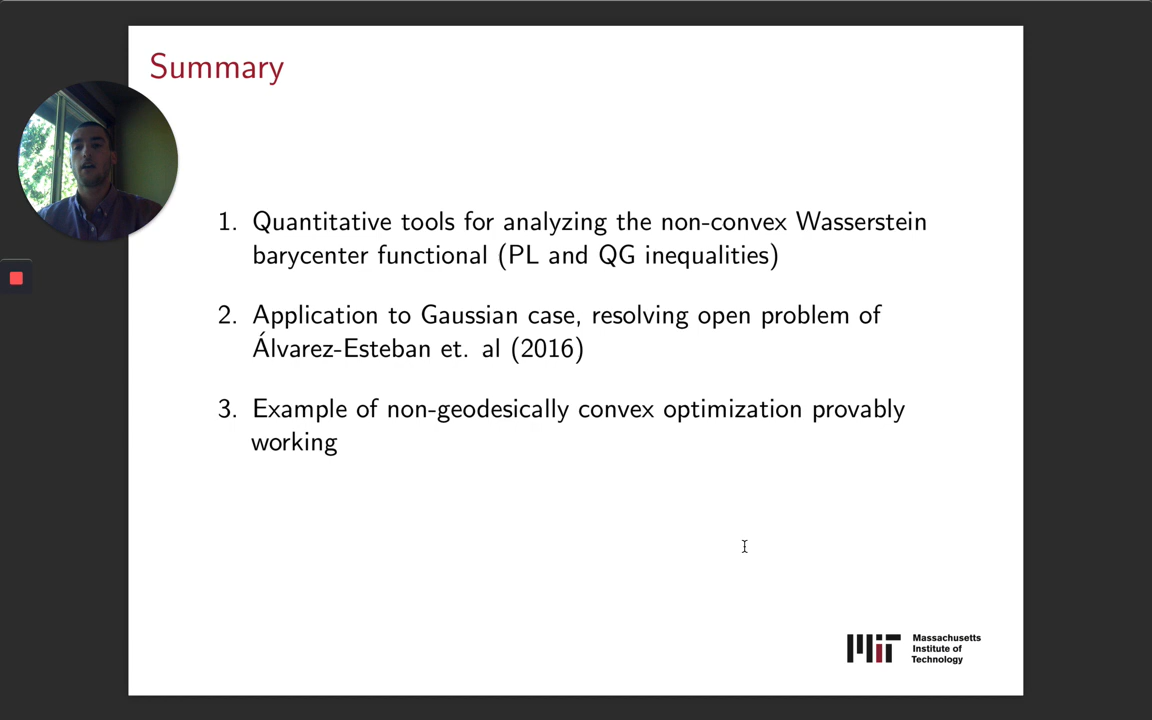 Summary
1. Quantitative tools for analyzing the non-convex Wasserstein
barycenter functional (PL and QG inequalities)
2. Application to Gaussian case, resolving open problem of
Álvarez-Esteban et. al (2016)
3. Example of non-geodesically convex optimization provably
working
MIT
Massachusetts
Institute of
Technology